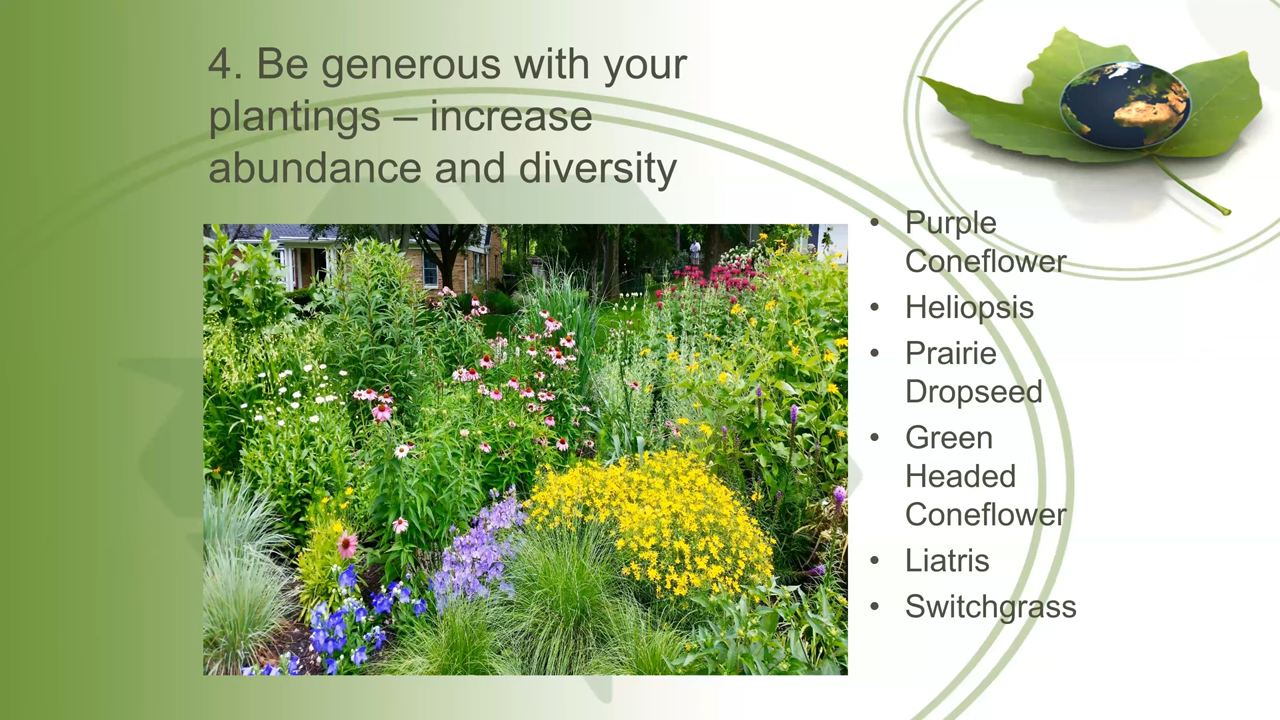 4. Be generous with your
plantings – increase
abundance and diversity
• Purple
Coneflower
• Heliopsis
• Prairie
Dropseed
• Green
Headed
Coneflower
• Liatris
• Switchgrass